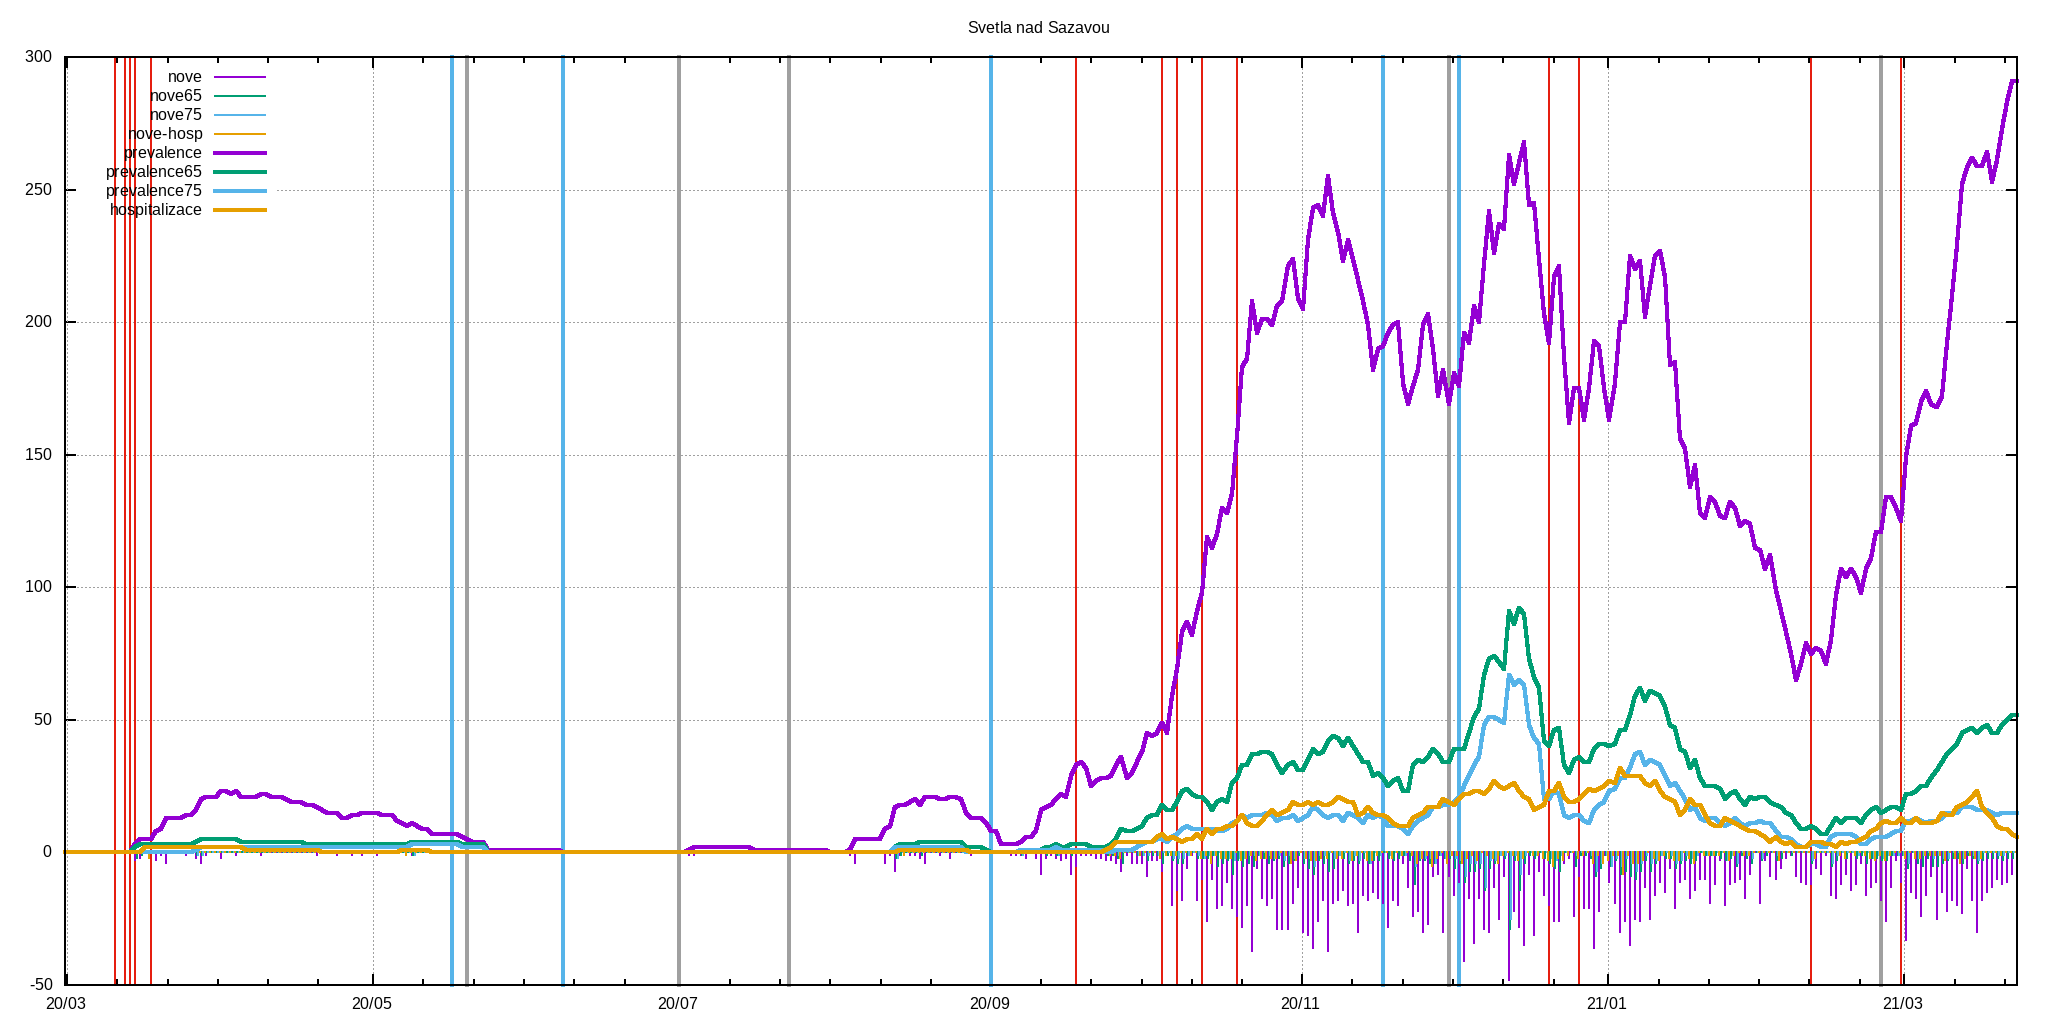 Svetla nad Sazavou
300
250
200
150
100
50
0
-50
nove
nove65
nove75
nove-hosp
prevalence
prevalence65
prevalence75
hospitalizace
20/03 20/05 20/07 20/09 20/11 21/01 21/03